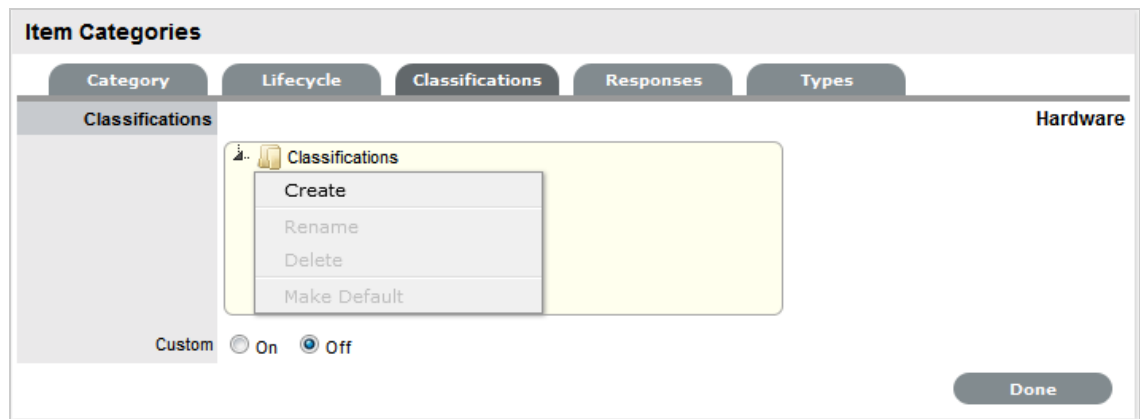 Item Categories
Category Lifecycle Classifications Responses Types
Classifications Hardware
Classifications
Create
Rename
Delete
Make Default
Custom On Off
Done